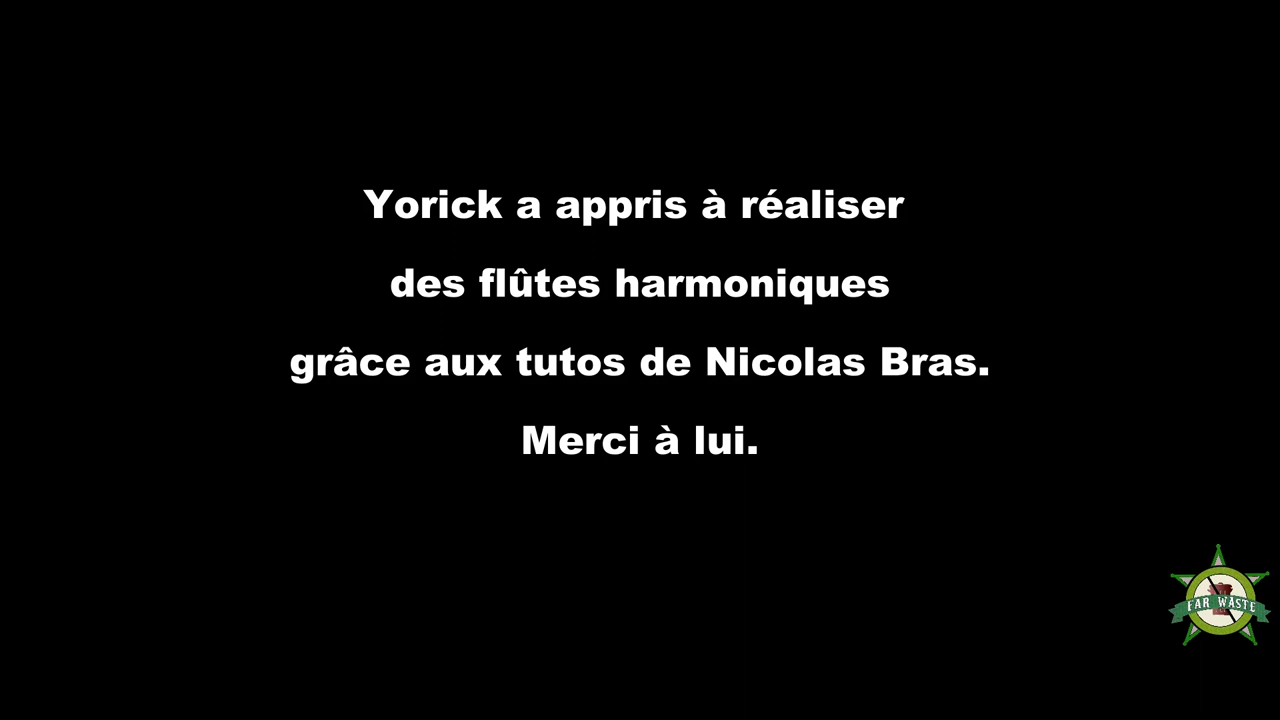 Yorick a appris à réaliser
des flûtes harmoniques
grâce aux tutos de Nicolas Bras.
Merci à lui.
FAR WASTE